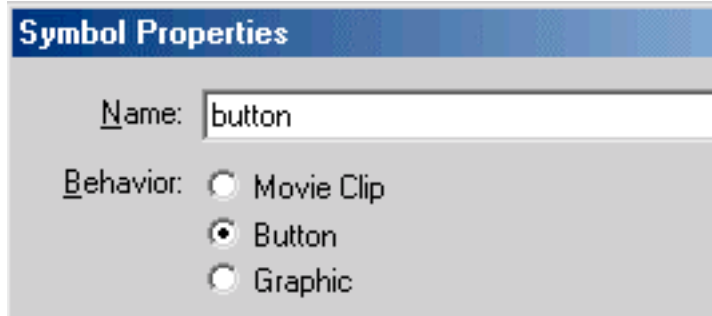 Symbol Properties
Name: button
Behavior: Movie Clip
Button
Graphic